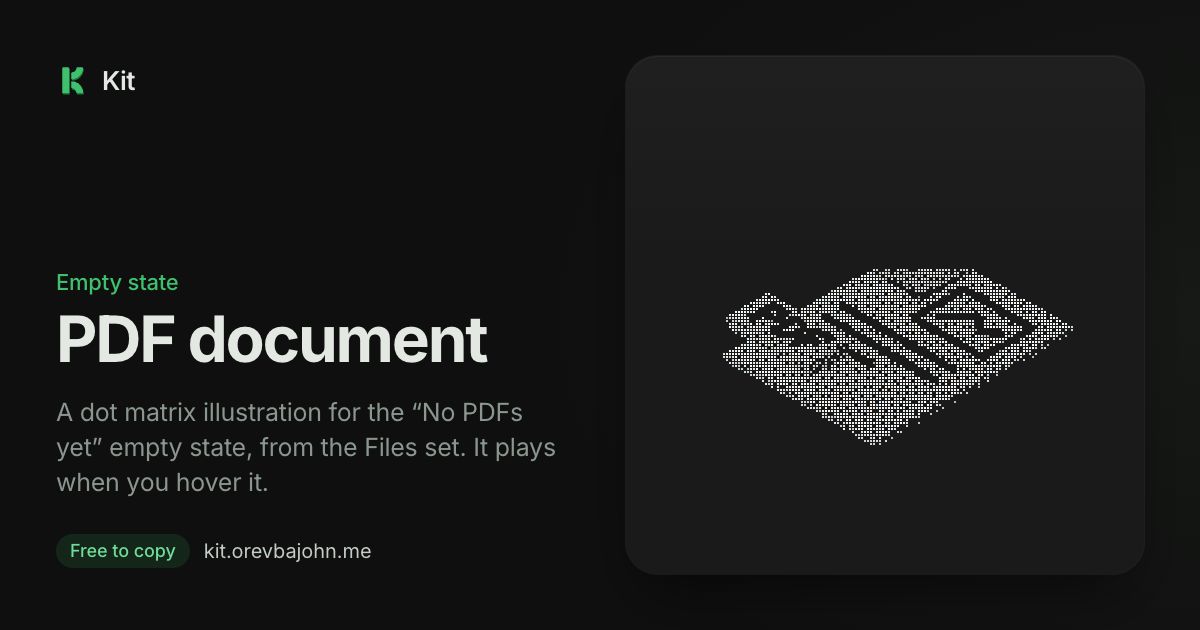 Kit
Empty state
PDF document
A dot matrix illustration for the “No PDFs
yet” empty state, from the Files set. It plays
when you hover it.
Free to copy
kit.orevbajohn.me